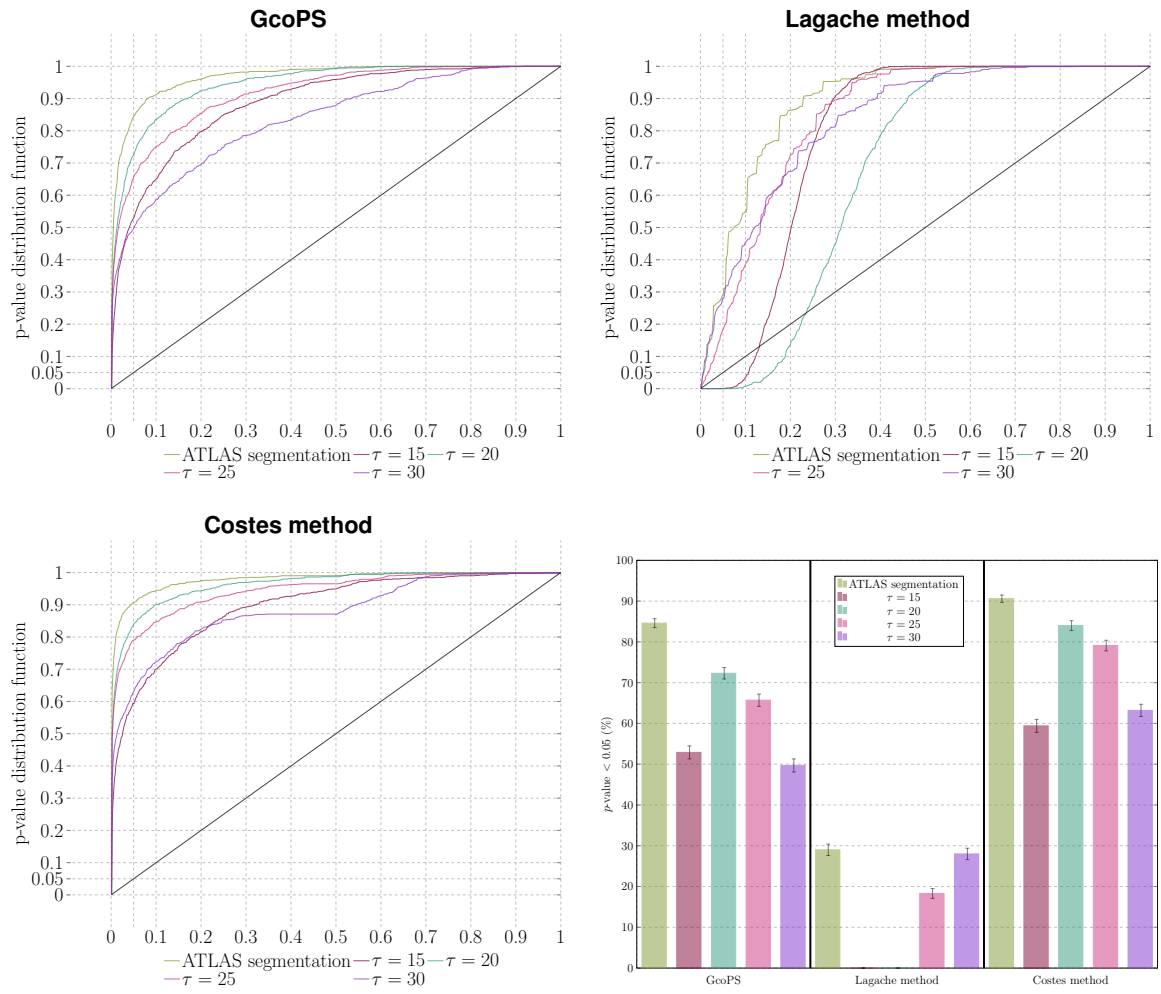 GcoPS
p-value distribution function
1
0.9
0.8
0.7
0.6
0.5
0.4
0.3
0.2
0.1
0.05
0
0 0.1 0.2 0.3 0.4 0.5 0.6 0.7 0.8 0.9 1
ATLAS segmentation τ = 15 τ = 20
τ = 25 τ = 30
Lagache method
p-value distribution function
1
0.9
0.8
0.7
0.6
0.5
0.4
0.3
0.2
0.1
0.05
0
0 0.1 0.2 0.3 0.4 0.5 0.6 0.7 0.8 0.9 1
ATLAS segmentation τ = 15 τ = 20
τ = 25 τ = 30
Costes method
p-value distribution function
1
0.9
0.8
0.7
0.6
0.5
0.4
0.3
0.2
0.1
0.05
0
0 0.1 0.2 0.3 0.4 0.5 0.6 0.7 0.8 0.9 1
ATLAS segmentation τ = 15 τ = 20
τ = 25 τ = 30
p-value < 0.05 (%)
100
90
80
70
60
50
40
30
20
10
0
ATLAS segmentation
τ = 15
τ = 20
τ = 25
τ = 30
GcoPS Lagache method Costes method